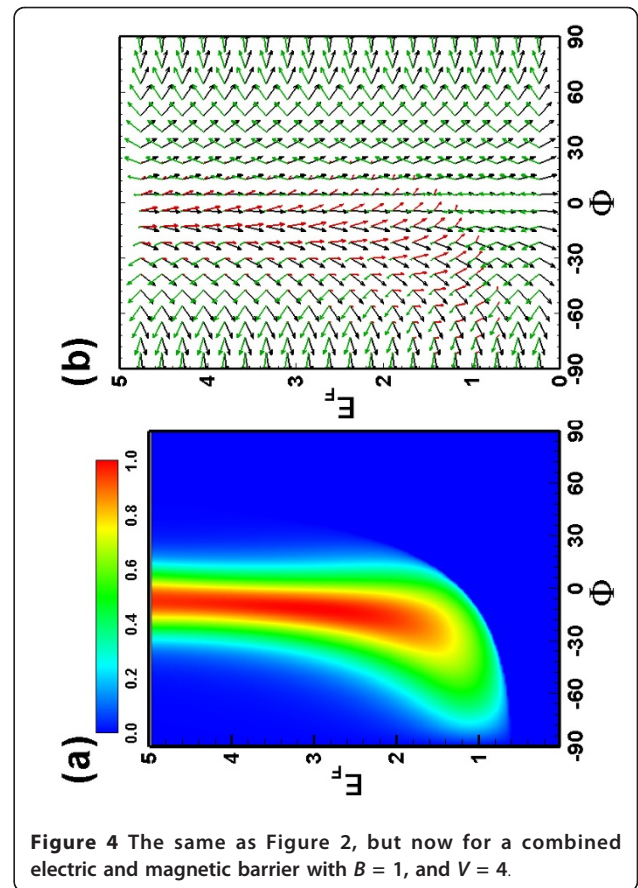 (a)
0.0 0.2 0.4 0.6 0.8 1.0
5
4
3
2
1
E_F
-90 -60 -30 0 30 60 90
Φ
(b)
5
4
3
2
1
0
E_F
-90 -60 -30 0 30 60 90
Φ
Figure 4 The same as Figure 2, but now for a combined
electric and magnetic barrier with B = 1, and V = 4.